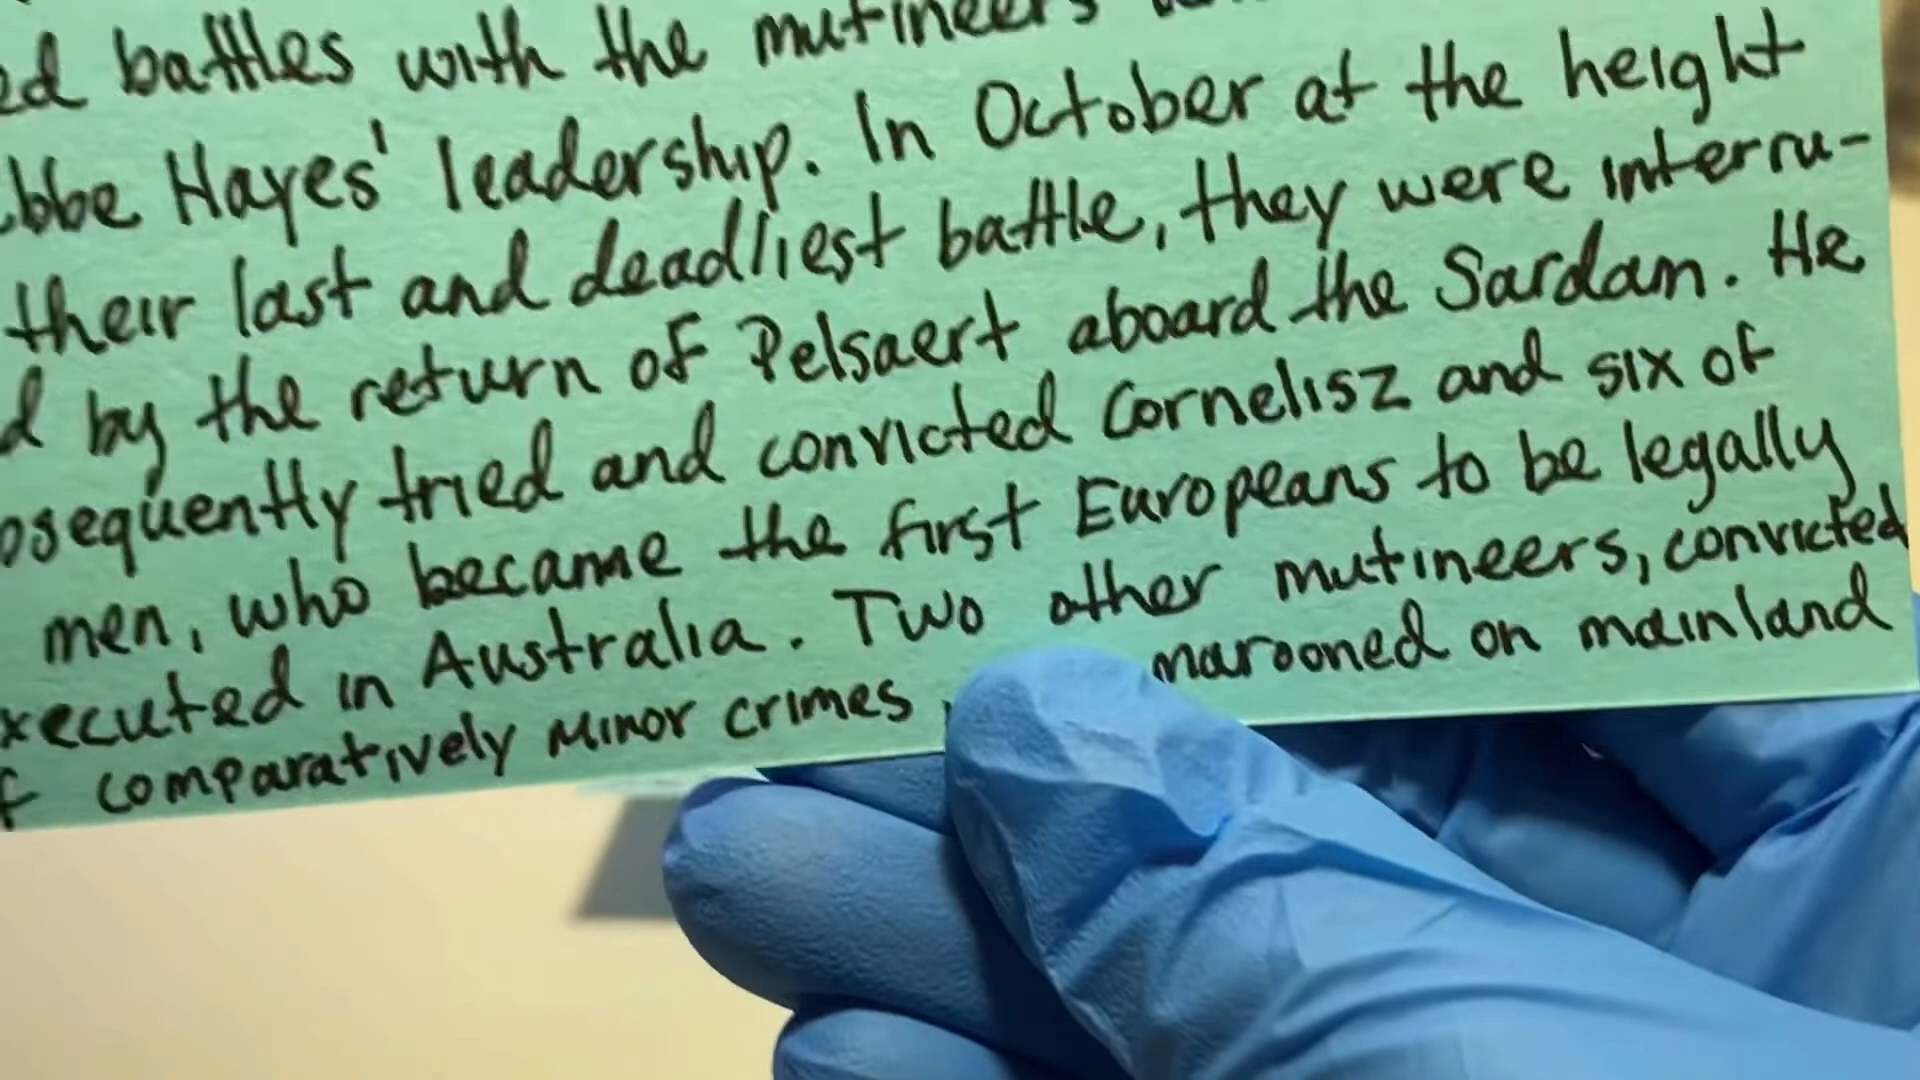 battles with the mutineers
Hayes' leadership. In October at the height
their last and deadliest battle, they were interru-
by the return of Pelsaert aboard the Sardam. He
tried and convicted Cornelisz and six of
men, who became the first Europeans to be legally
in Australia. Two other mutineers, convicted
comparatively minor crimes marooned on mainland